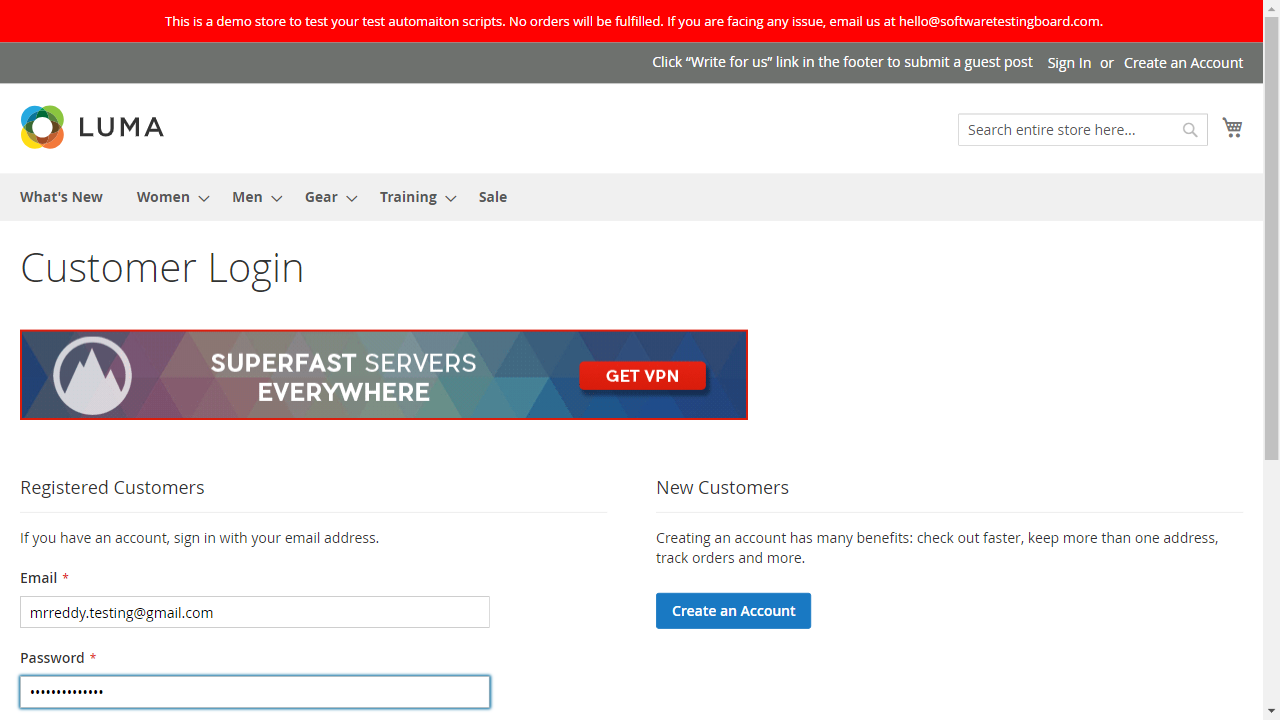 This is a demo store to test your test automaiton scripts. No orders will be fulfilled. If you are facing any issue, email us at hello@softwaretestingboard.com.
Click “Write for us” link in the footer to submit a guest post Sign In or Create an Account
LUMA
Search entire store here...
What's New Women Men Gear Training Sale
Customer Login
SUPERFAST SERVERS
EVERYWHERE
GET VPN
Registered Customers
If you have an account, sign in with your email address.
Email *
mrreddy.testing@gmail.com
Password *
••••••••••••••
New Customers
Creating an account has many benefits: check out faster, keep more than one address,
track orders and more.
Create an Account